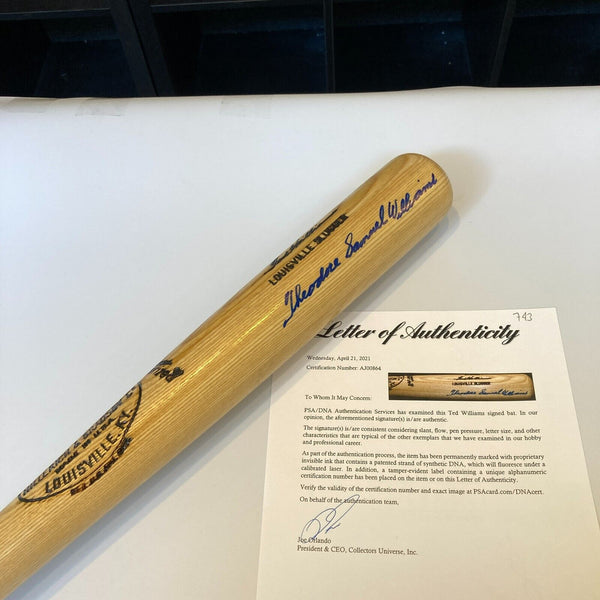 LOUISVILLE SLUGGER
Theodore Samuel Williams
LOUISVILLE, KY.
743
Letter of Authenticity
Wednesday, April 21, 2021
Certification Number: AJ00864
LOUISVILLE SLUGGER
Theodore Samuel Williams
To Whom It May Concern:
PSA/DNA Authentication Services has examined this Ted Williams signed bat. In our
opinion, the aforementioned signature(s) is/are authentic.
The signature(s) is/are consistent considering slant, flow, pen pressure, letter size, and other
characteristics that are typical of the other exemplars that we have examined in our hobby
and professional career.
As part of the authentication process, the item has been permanently marked with proprietary
invisible ink that contains a patented strand of synthetic DNA, which will fluoresce under a
calibrated laser. In addition, a tamper-evident label containing a unique alphanumeric
certification number has been placed on the item or on this Letter of Authenticity.
Verify the validity of the certification number and exact image at PSAcard.com/DNAcert.
On behalf of the authentication team,
Joe Orlando
President & CEO, Collectors Universe, Inc.